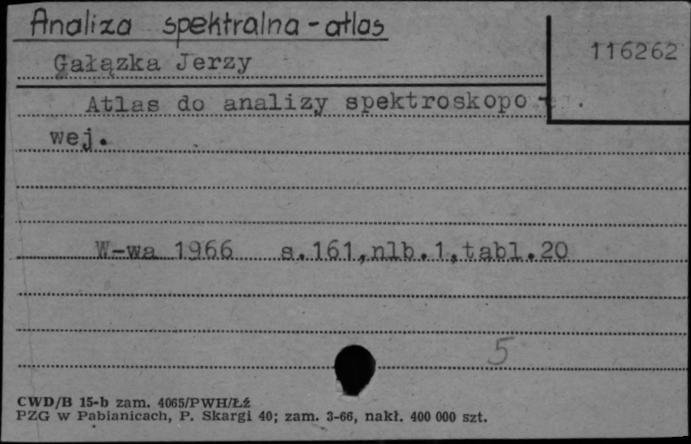 Analiza spektralna - atlas
Gałązka Jerzy
116262
Atlas do analizy spektroskopo-
wej.
W-wa 1966 s.161,nlb.1,tabl.20
5
CWD/B 15-b zam. 4065/PWH/Łź
PZG w Pabianicach, P. Skargi 40; zam. 3-66, nakł. 400 000 szt.